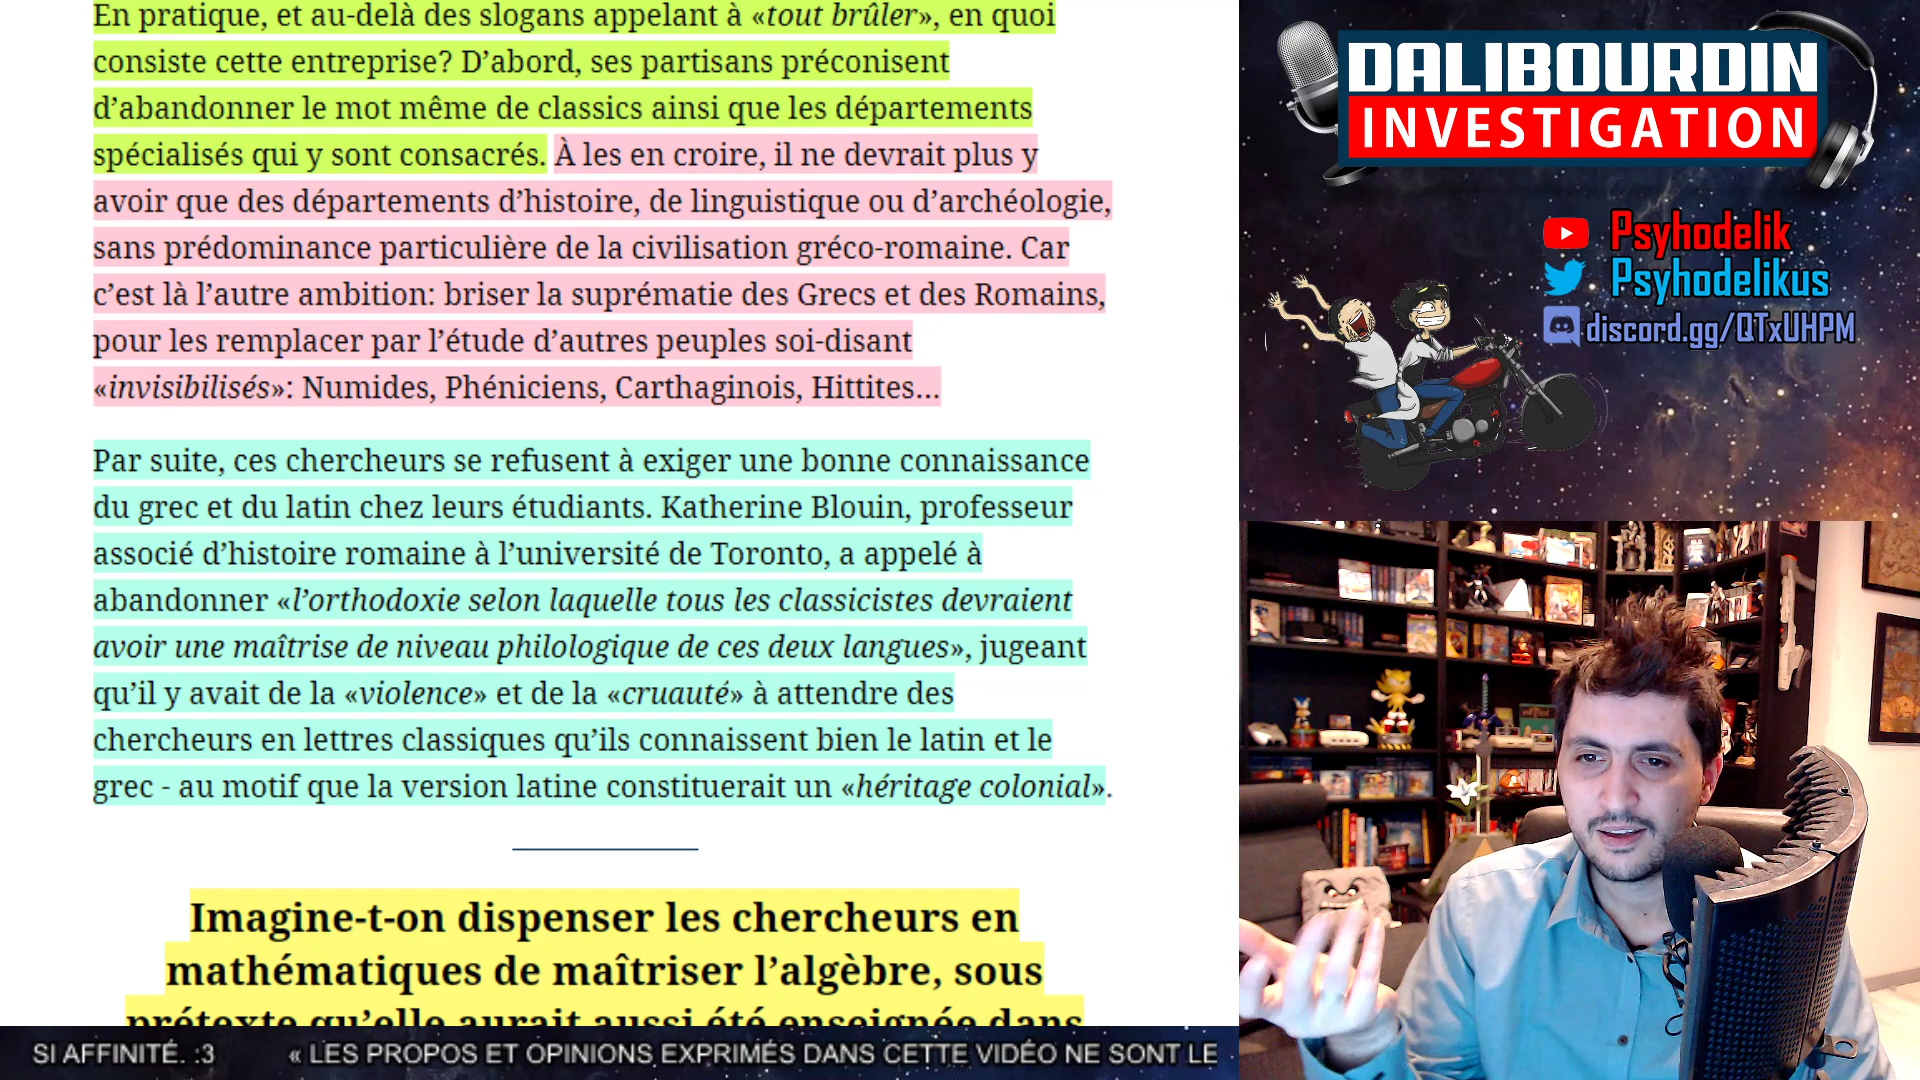 En pratique, et au-delà des slogans appelant à «tout brûler», en quoi
consiste cette entreprise? D’abord, ses partisans préconisent
d’abandonner le mot même de classics ainsi que les départements
spécialisés qui y sont consacrés. À les en croire, il ne devrait plus y
avoir que des départements d’histoire, de linguistique ou d’archéologie,
sans prédominance particulière de la civilisation gréco-romaine. Car
c’est là l’autre ambition: briser la suprématie des Grecs et des Romains,
pour les remplacer par l’étude d’autres peuples soi-disant
«invisibilisés»: Numides, Phéniciens, Carthaginois, Hittites…
Par suite, ces chercheurs se refusent à exiger une bonne connaissance
du grec et du latin chez leurs étudiants. Katherine Blouin, professeur
associé d’histoire romaine à l’université de Toronto, a appelé à
abandonner «l’orthodoxie selon laquelle tous les classicistes devraient
avoir une maîtrise de niveau philologique de ces deux langues», jugeant
qu’il y avait de la «violence» et de la «cruauté» à attendre des
chercheurs en lettres classiques qu’ils connaissent bien le latin et le
grec - au motif que la version latine constituerait un «héritage colonial».
Imagine-t-on dispenser les chercheurs en
mathématiques de maîtriser l’algèbre, sous
prétexte qu’elle aurait aussi été enseignée dans
SI AFFINITÉ. :3 « LES PROPOS ET OPINIONS EXPRIMÉS DANS CETTE VIDÉO NE SONT LE
DALIBOURDIN
INVESTIGATION
Psyhodelik
Psyhodelikus
discord.gg/QTxUHPM